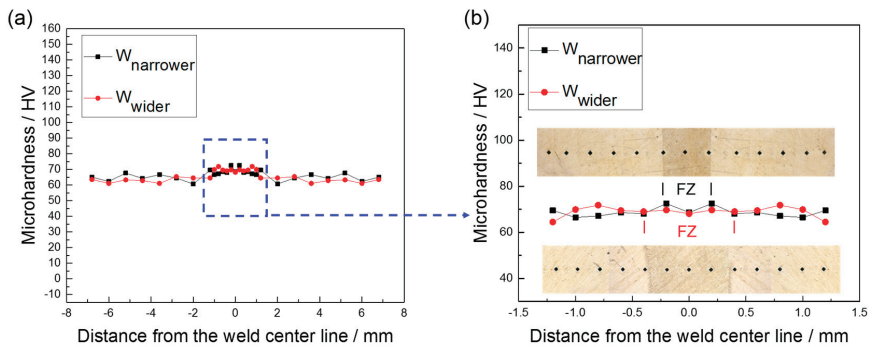 (a)
160
150
140
130
120
110
100
90
80
70
60
50
40
30
20
10
0
-10
-8 -6 -4 -2 0 2 4 6 8
Microhardness / HV
Distance from the weld center line / mm
W narrower
W wider
(b)
140
120
100
80
60
40
-1.5 -1.0 -0.5 0.0 0.5 1.0 1.5
Microhardness / HV
Distance from the weld center line / mm
W narrower
W wider
FZ
FZ